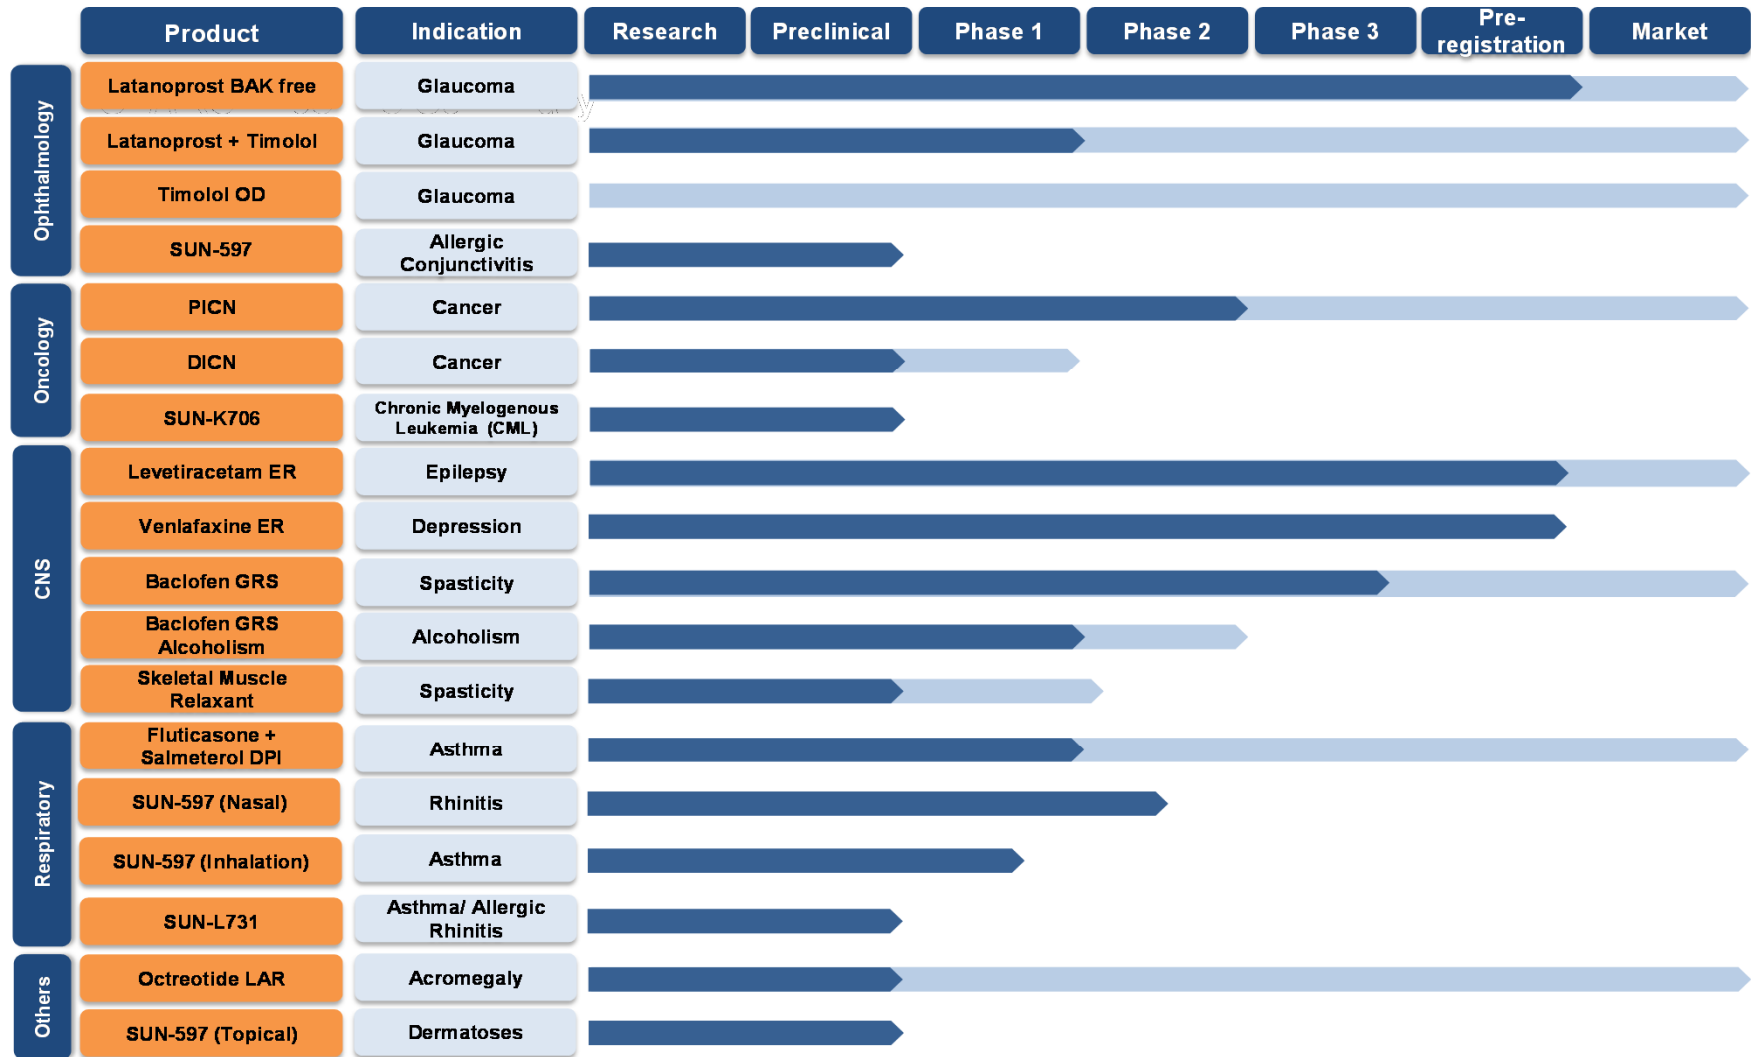 Product
Indication
Research
Preclinical
Phase 1
Phase 2
Phase 3
Pre-
registration
Market
Ophthalmology
Latanoprost BAK free
Glaucoma
Latanoprost + Timolol
Glaucoma
Timolol OD
Glaucoma
SUN-597
Allergic
Conjunctivitis
Oncology
PICN
Cancer
DICN
Cancer
SUN-K706
Chronic Myelogenous
Leukemia (CML)
CNS
Levetiracetam ER
Epilepsy
Venlafaxine ER
Depression
Baclofen GRS
Spasticity
Baclofen GRS
Alcoholism
Alcoholism
Skeletal Muscle
Relaxant
Spasticity
Respiratory
Fluticasone +
Salmeterol DPI
Asthma
SUN-597 (Nasal)
Rhinitis
SUN-597 (Inhalation)
Asthma
SUN-L731
Asthma/ Allergic
Rhinitis
Others
Octreotide LAR
Acromegaly
SUN-597 (Topical)
Dermatoses